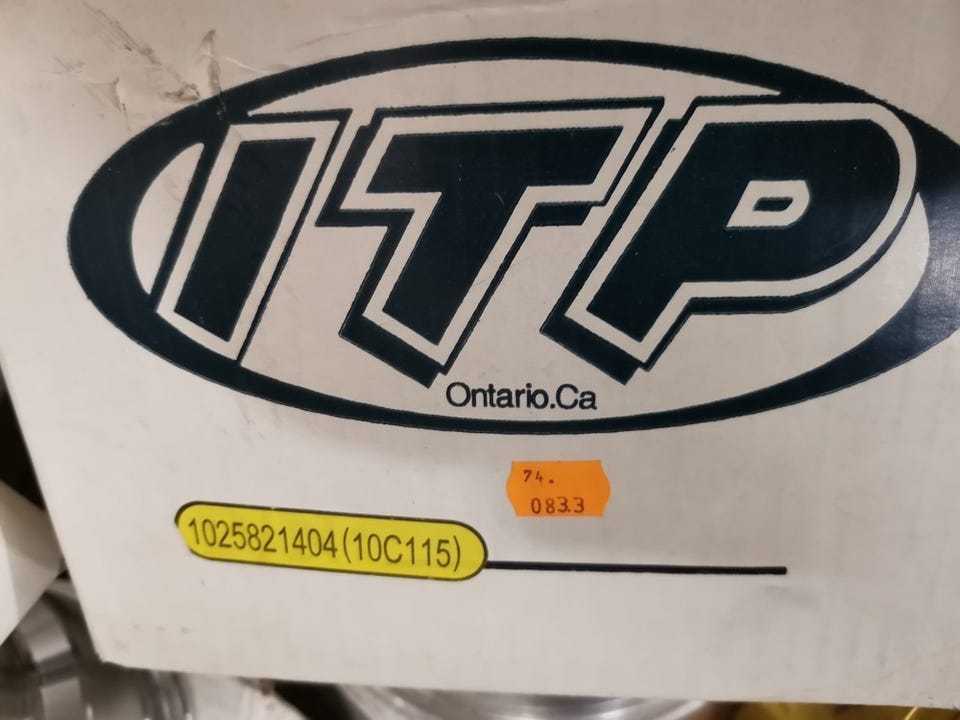 ITP
Ontario.Ca
74.
083.3
1025821404(10C115)